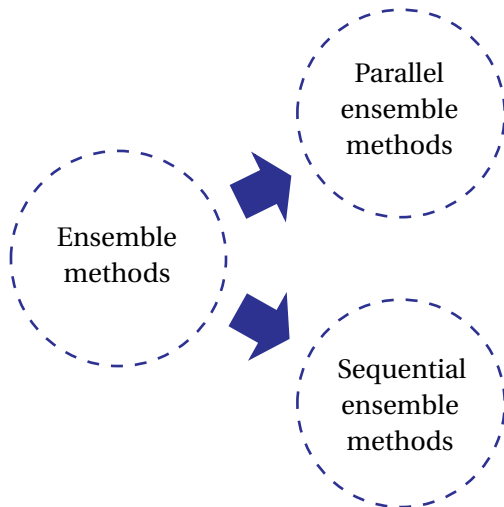 Parallel
ensemble
methods
Ensemble
methods
Sequential
ensemble
methods